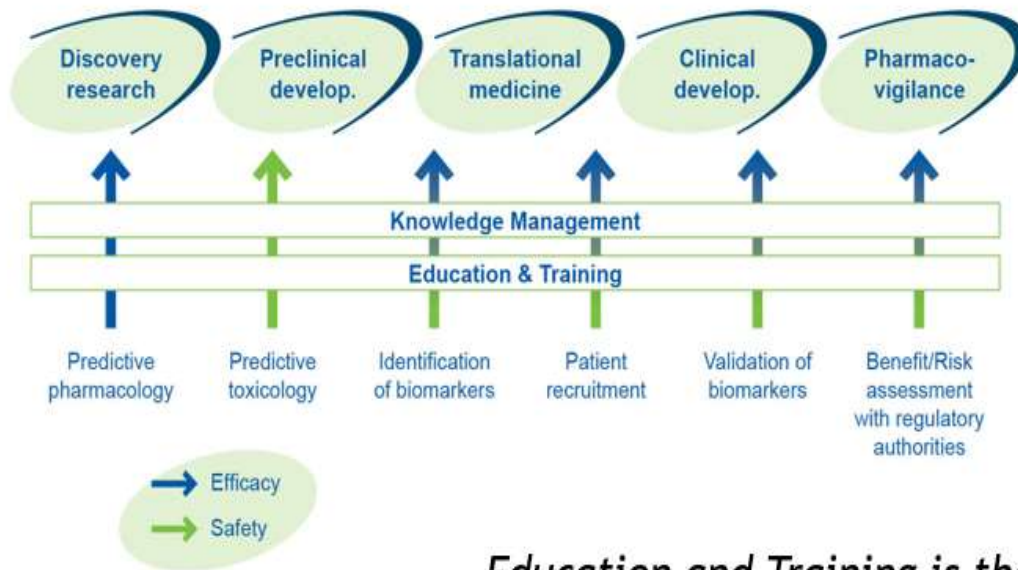 Discovery
research
Preclinical
develop.
Translational
medicine
Clinical
develop.
Pharmaco-
vigilance
Knowledge Management
Education & Training
Predictive
pharmacology
Predictive
toxicology
Identification
of biomarkers
Patient
recruitment
Validation of
biomarkers
Benefit/Risk
assessment
with regulatory
authorities
Efficacy
Safety
Education and Training is th